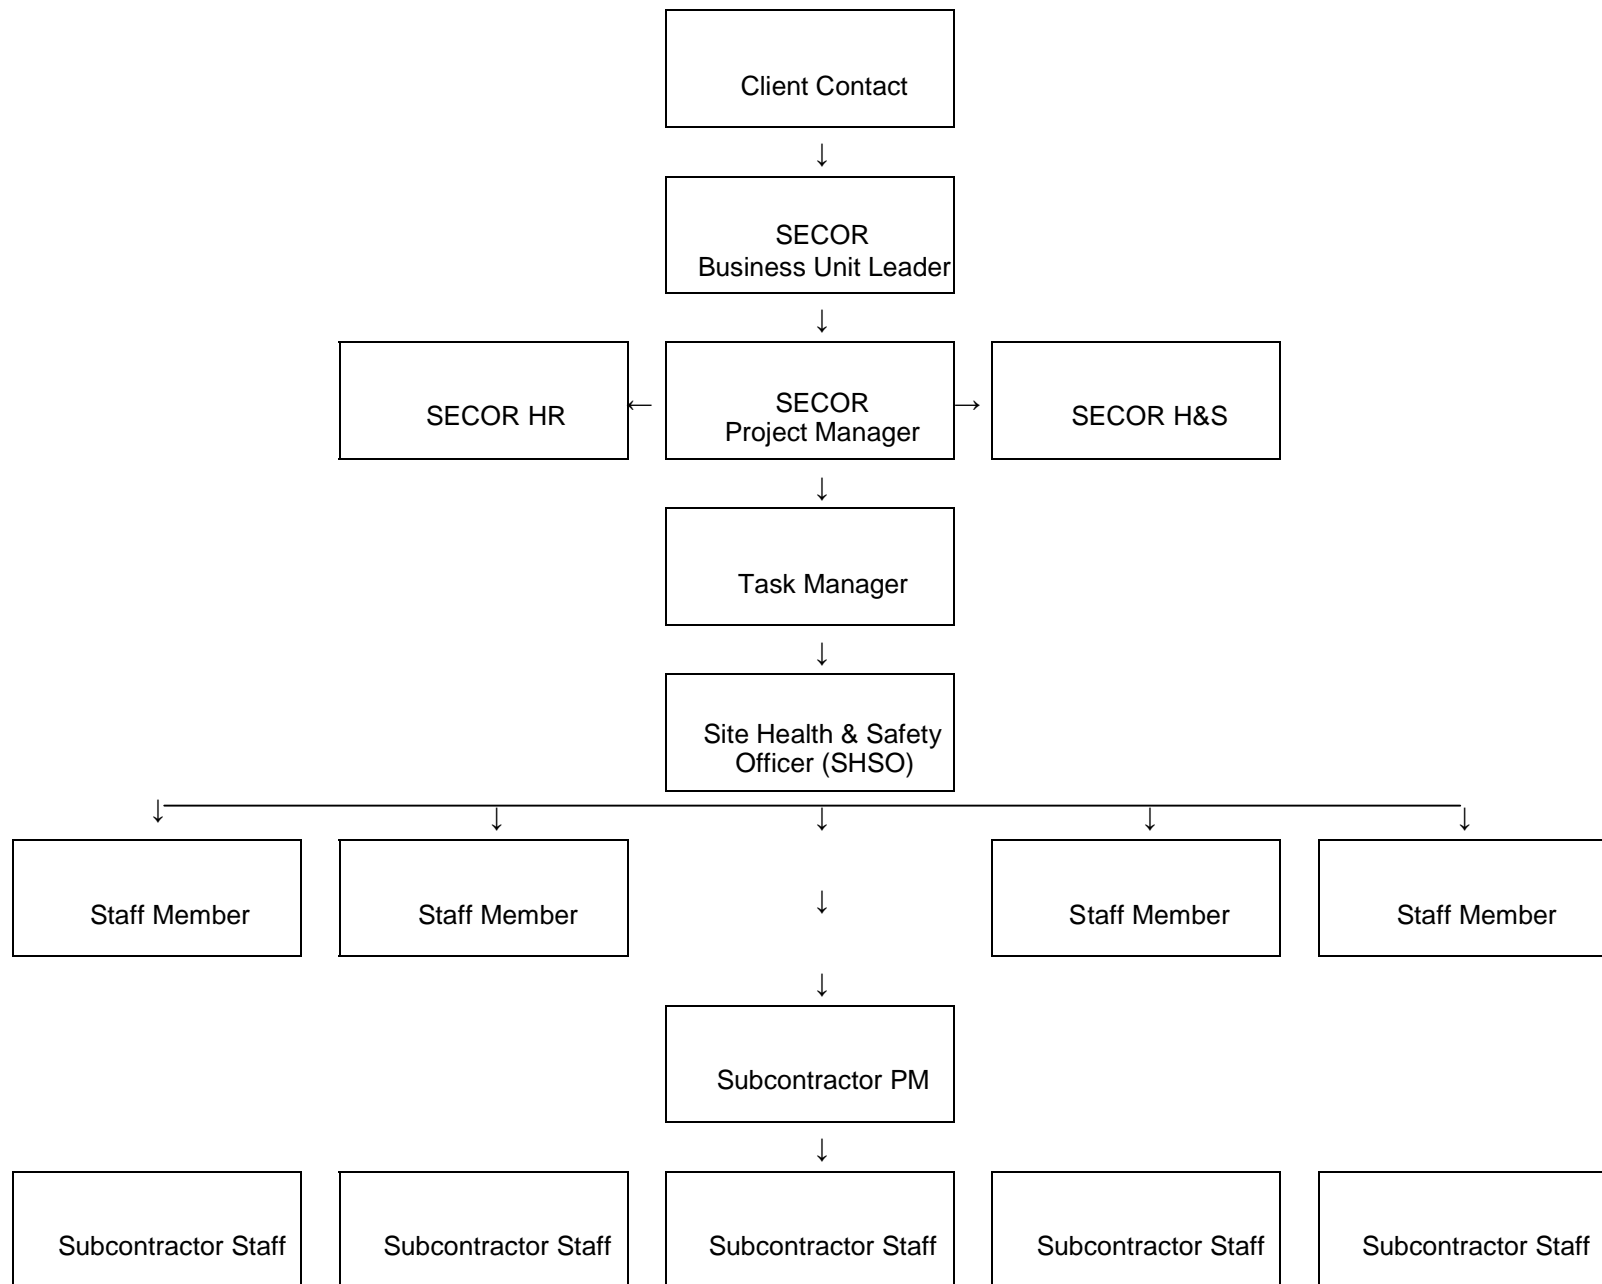 Client Contact
↓
SECOR
Business Unit Leader
↓
SECOR HR
←
SECOR
Project Manager
→
SECOR H&S
↓
Task Manager
↓
Site Health & Safety
Officer (SHSO)
↓ ↓ ↓ ↓ ↓
Staff Member
Staff Member
↓
Staff Member
Staff Member
↓
Subcontractor PM
↓
Subcontractor Staff
Subcontractor Staff
Subcontractor Staff
Subcontractor Staff
Subcontractor Staff